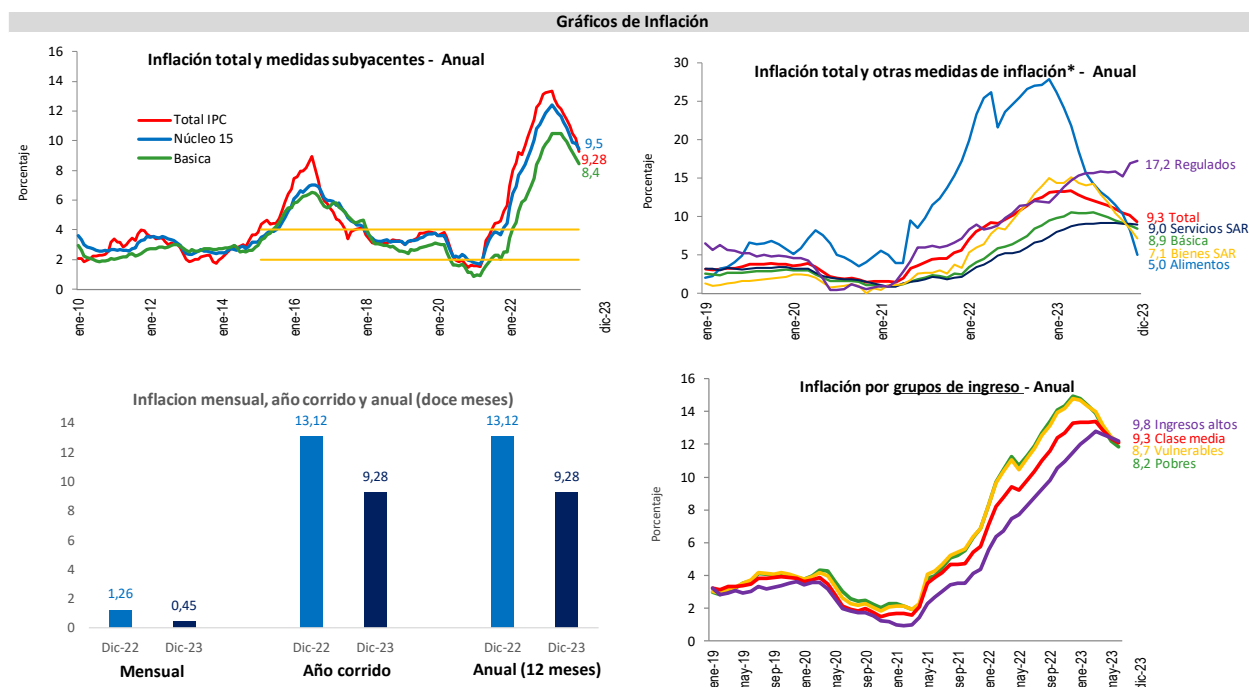 Gráficos de Inflación
Inflación total y medidas subyacentes - Anual
Porcentaje
16
14
12
10
8
6
4
2
0
Total IPC
Núcleo 15
Basica
9,5
9,28
8,4
ene-10
ene-12
ene-14
ene-16
ene-18
ene-20
ene-22
dic-23
Inflación total y otras medidas de inflación* - Anual
Porcentaje
30
25
20
15
10
5
0
17,2 Regulados
9,3 Total
9,0 Servicios SAR
8,9 Básica
7,1 Bienes SAR
5,0 Alimentos
ene-19
ene-20
ene-21
ene-22
ene-23
dic-23
Inflacion mensual, año corrido y anual (doce meses)
14
12
10
8
6
4
2
0
1,26
0,45
13,12
9,28
13,12
9,28
Dic-22
Dic-23
Dic-22
Dic-23
Dic-22
Dic-23
Mensual
Año corrido
Anual (12 meses)
Inflación por grupos de ingreso - Anual
Porcentaje
16
14
12
10
8
6
4
2
0
9,8 Ingresos altos
9,3 Clase media
8,7 Vulnerables
8,2 Pobres
ene-19
may-19
sep-19
ene-20
may-20
sep-20
ene-21
may-21
sep-21
ene-22
may-22
sep-22
ene-23
may-23
dic-23